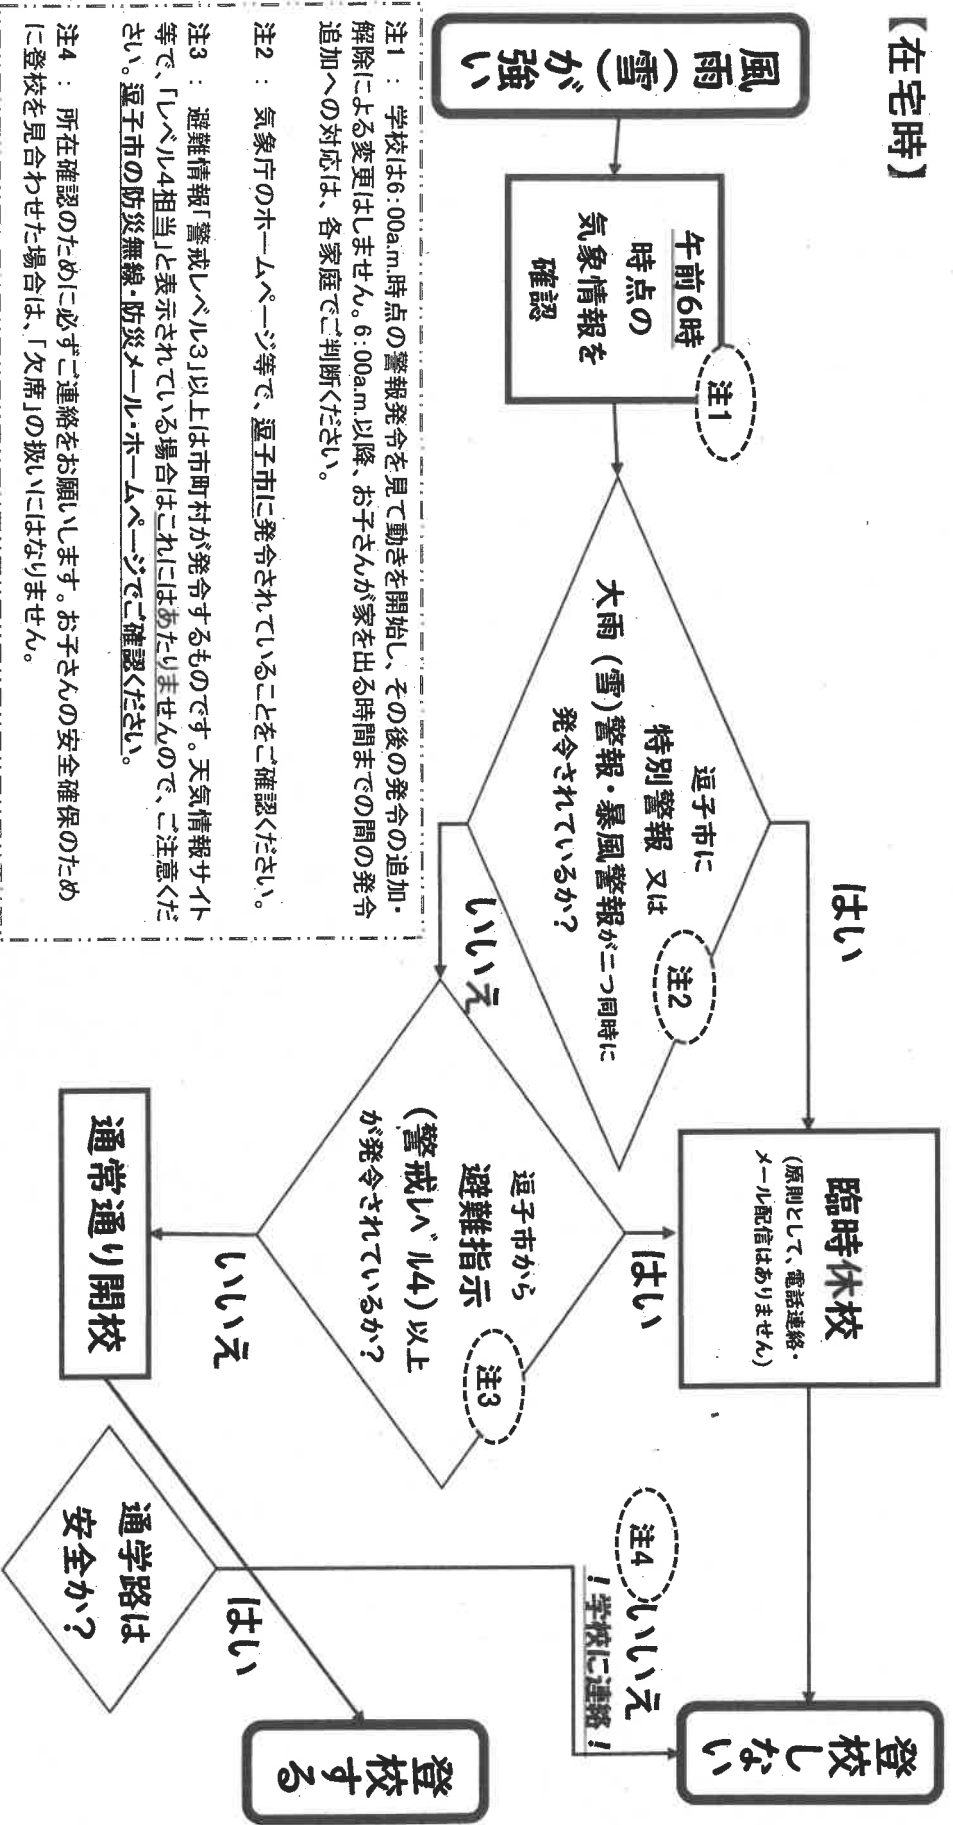 【在宅時】
風雨
(雪)が
強い
午前6時
時点の
気象情報を
確認
注1
逗子市に
特別警報 又は
大雨(雪)警報・暴風警報が二つ同時に
発令されているか?
注2
はい
いいえ
臨時休校
(原則として、電話連絡・
メール配信はありません)
逗子市から
避難指示
(警戒レベル4)以上
が発令されているか?
注3
はい
いいえ
通常通り開校
通学路は
安全か?
はい
注4
いいえ
!学校に連絡!
登校
しない
登校
する
注1 : 学校は6:00a.m.時点の警報発令を見て動きを開始し、その後の発令の追加・
解除による変更はしません。6:00a.m.以降、お子さんが家を出る時間までの間の発令
追加への対応は、各家庭でご判断ください。
注2 : 気象庁のホームページ等で、逗子市に発令されていることをご確認ください。
注3 : 避難情報「警戒レベル3」以上は市町村が発令するものです。天気情報サイト
等で、「レベル4相当」と表示されている場合はこれにはあたりませんので、ご注意くだ
さい。逗子市の防災無線・防災メール・ホームページでご確認ください。
注4 : 所在確認のために必ずご連絡をお願いします。お子さんの安全確保のため
に登校を見合わせた場合は、「欠席」の扱いにはなりません。